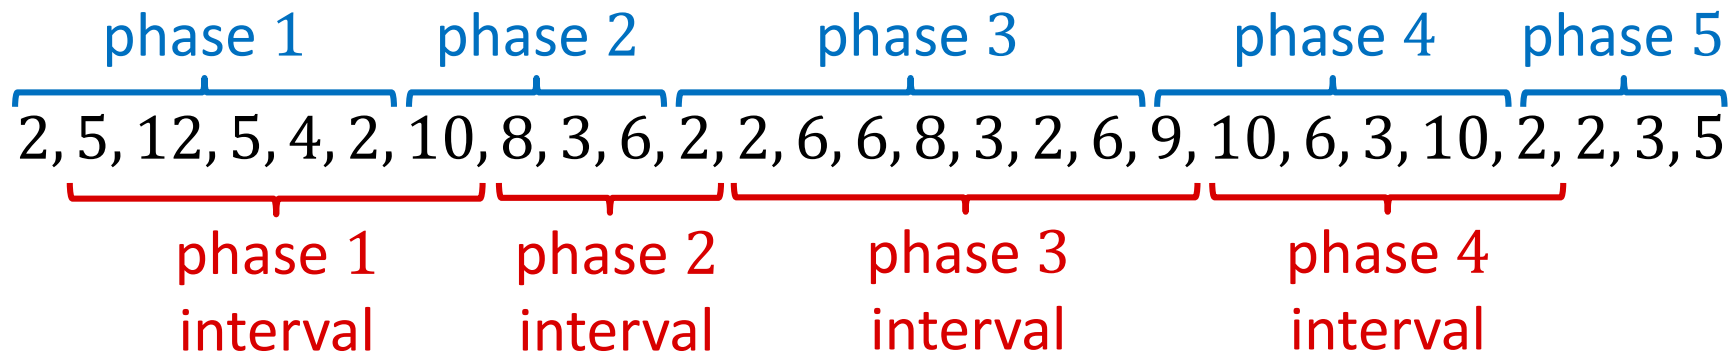 phase 1 phase 2 phase 3 phase 4 phase 5
2, 5, 12, 5, 4, 2, 10, 8, 3, 6, 2, 2, 6, 6, 8, 3, 2, 6, 9, 10, 6, 3, 10, 2, 2, 3, 5
phase 1 phase 2 phase 3 phase 4
interval interval interval interval